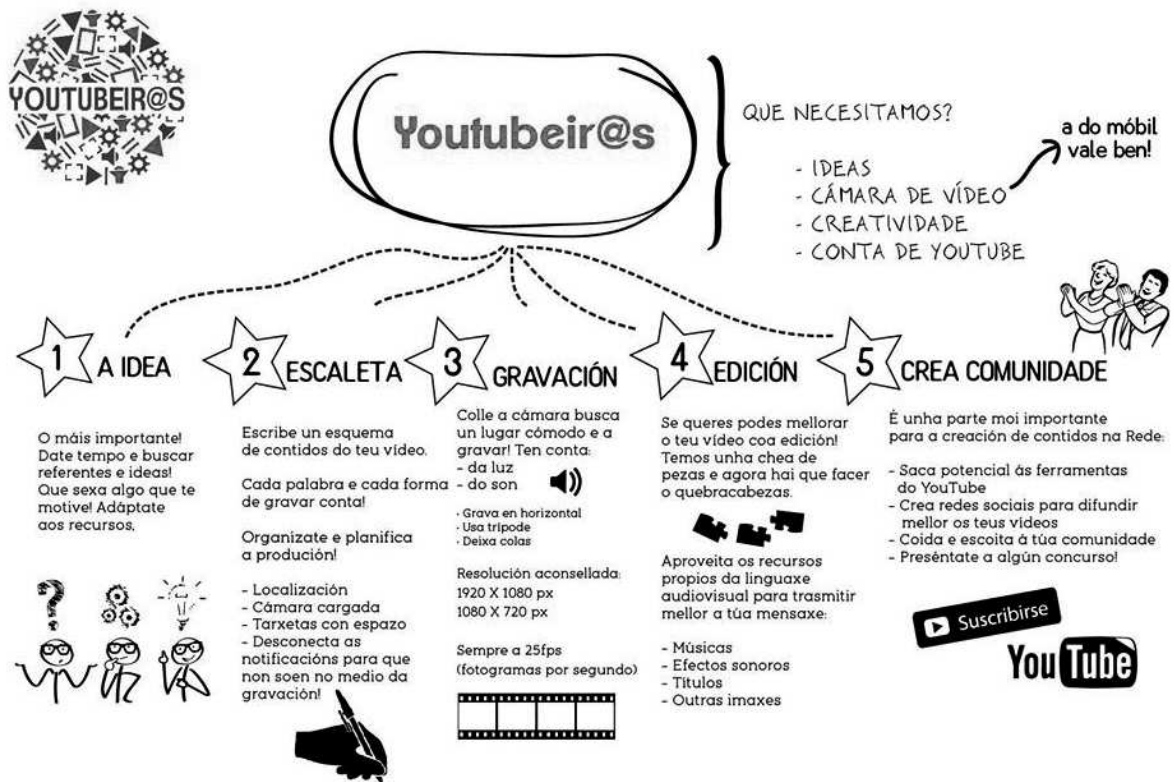 YOUTUBEIR@S
Youtubeir@s
QUE NECESITAMOS?
- IDEAS
- CÁMARA DE VÍDEO
- CREATIVIDADE
- CONTA DE YOUTUBE
a do móbil
vale ben!
1 A IDEA
O máis importante!
Date tempo e buscar
referentes e ideas!
Que sexa algo que te
motive! Adáptate
aos recursos,
?
2 ESCALETA
Escribe un esquema
de contidos do teu vídeo.
Cada palabra e cada forma
de gravar conta!
Organizate e planifica
a produción!
- Localización
- Cámara cargada
- Tarxetas con espazo
- Desconecta as
notificacións para que
non soen no medio da
gravación!
3 GRAVACIÓN
Colle a cámara busca
un lugar cómodo e a
gravar! Ten conta:
- da luz
- do son
· Grava en horizontal
· Usa trípode
· Deixa colas
Resolución aconsellada:
1920 X 1080 px
1080 X 720 px
Sempre a 25fps
(fotogramas por segundo)
4 EDICIÓN
Se queres podes mellorar
o teu vídeo coa edición!
Temos unha chea de
pezas e agora hai que facer
o quebracabezas.
Aproveita os recursos
propios da linguaxe
audiovisual para trasmitir
mellor a túa mensaxe:
- Músicas
- Efectos sonoros
- Títulos
- Outras imaxes
5 CREA COMUNIDADE
É unha parte moi importante
para a creación de contidos na Rede:
- Saca potencial ás ferramentas
do YouTube
- Crea redes sociais para difundir
mellor os teus vídeos
- Coida e escoita á túa comunidade
- Preséntate a algún concurso!
Suscribirse
YouTube